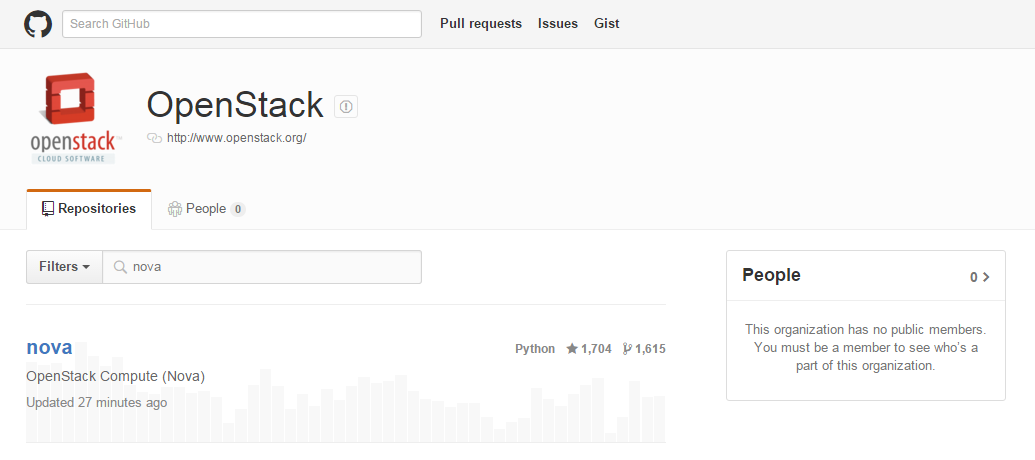 Search GitHub
Pull requests Issues Gist
openstack
CLOUD SOFTWARE
OpenStack
http://www.openstack.org/
Repositories People 0
Filters nova
nova
Python 1,704 1,615
OpenStack Compute (Nova)
Updated 27 minutes ago
People 0
This organization has no public members.
You must be a member to see who's a
part of this organization.